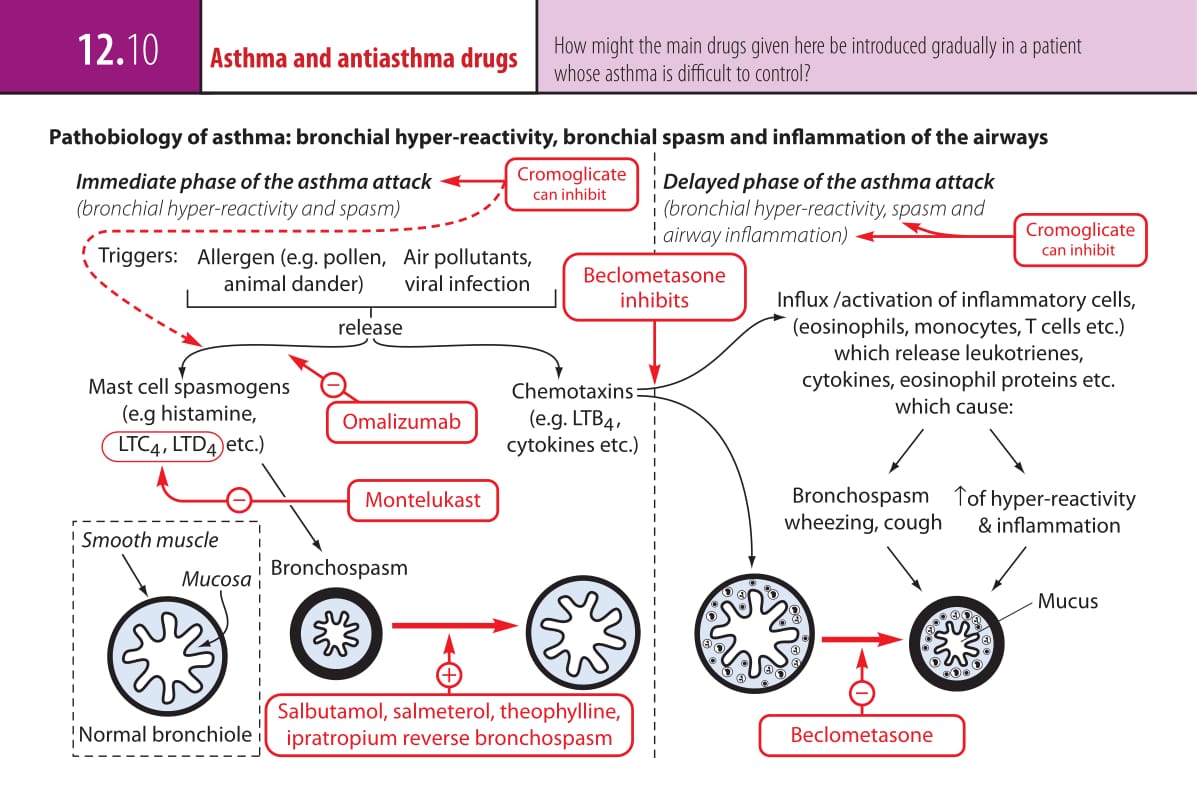 12.10
Asthma and antiasthma drugs
How might the main drugs given here be introduced gradually in a patient
whose asthma is difficult to control?
Pathobiology of asthma: bronchial hyper-reactivity, bronchial spasm and inflammation of the airways
Immediate phase of the asthma attack
(bronchial hyper-reactivity and spasm)
Cromoglicate
can inhibit
Delayed phase of the asthma attack
(bronchial hyper-reactivity, spasm and
airway inflammation)
Cromoglicate
can inhibit
Triggers:
Allergen (e.g. pollen,
animal dander)
Air pollutants,
viral infection
Beclometasone
inhibits
release
Influx /activation of inflammatory cells,
(eosinophils, monocytes, T cells etc.)
which release leukotrienes,
cytokines, eosinophil proteins etc.
which cause:
Mast cell spasmogens
(e.g histamine,
LTC4, LTD4 etc.)
−
Omalizumab
Chemotaxins
(e.g. LTB4,
cytokines etc.)
−
Montelukast
Bronchospasm
wheezing, cough
↑of hyper-reactivity
& inflammation
Smooth muscle
Mucosa
Normal bronchiole
Bronchospasm
+
Salbutamol, salmeterol, theophylline,
ipratropium reverse bronchospasm
Mucus
−
Beclometasone